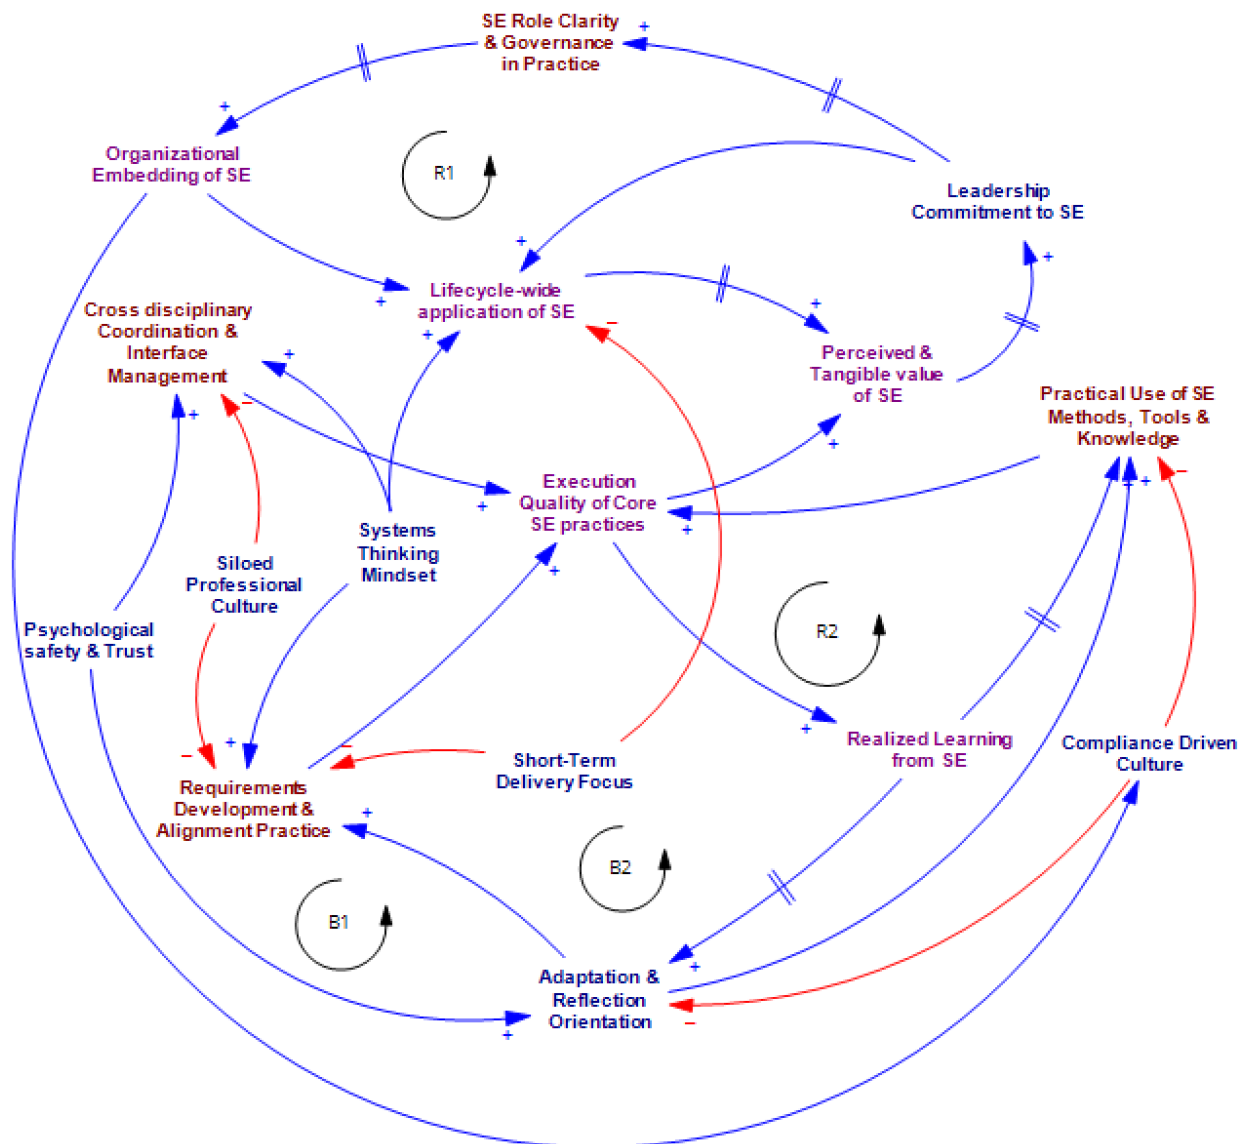 SE Role Clarity
& Governance
in Practice
+
+
Organizational
Embedding of SE
R1
Leadership
Commitment to SE
+
+
+
Lifecycle-wide
application of SE
+
+
–
+
Cross disciplinary
Coordination &
Interface
Management
+
–
+
Perceived &
Tangible value
of SE
+
Practical Use of SE
Methods, Tools &
Knowledge
–
+ +
Execution
Quality of Core
SE practices
+
+
+
Systems
Thinking
Mindset
Siloed
Professional
Culture
Psychological
safety & Trust
R2
+
Realized Learning
from SE
Compliance Driven
Culture
–
+
–
Short-Term
Delivery Focus
Requirements
Development &
Alignment Practice
+
B2
B1
Adaptation &
Reflection
Orientation
+
+
–